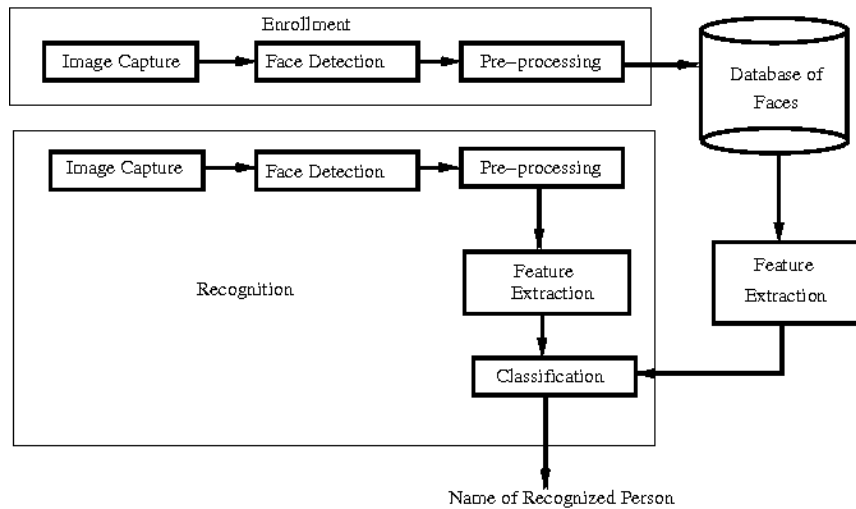 Enrollment
Image Capture
Face Detection
Pre-processing
Database of
Faces
Image Capture
Face Detection
Pre-processing
Feature
Extraction
Recognition
Feature
Extraction
Classification
Name of Recognized Person